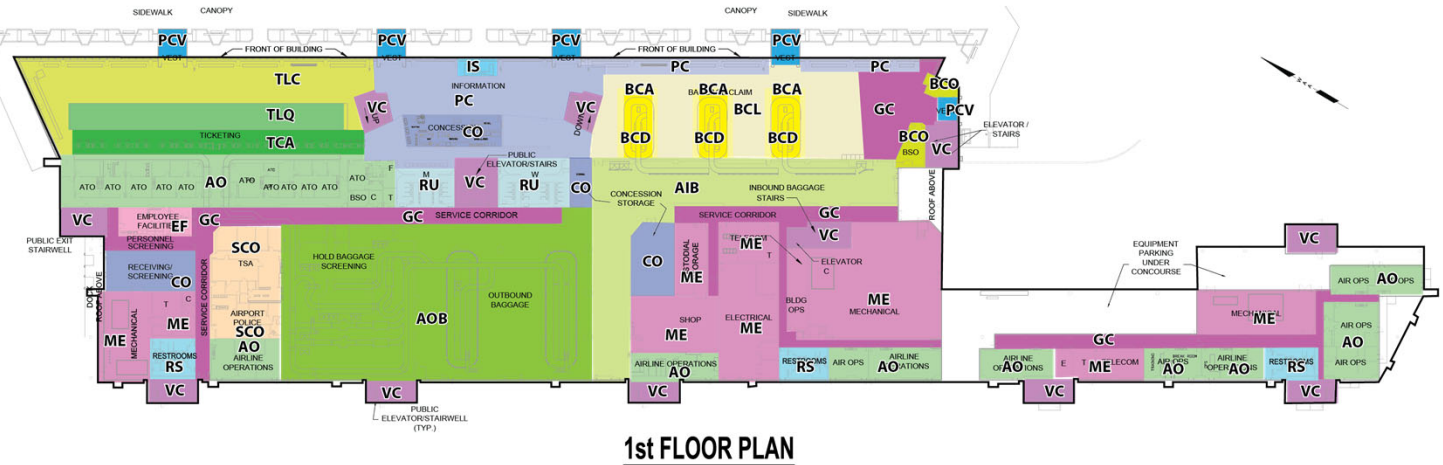 SIDEWALK CANOPY
CANOPY SIDEWALK
PCV PCV PCV PCV
VEST VEST VEST VEST
FRONT OF BUILDING
FRONT OF BUILDING
TLC
IS
INFORMATION
PC
PC
PC
BCA BCA BCA
BCL
BCD BCD BCD
GC
BCO
PCV
BCO
BSO
VC
ELEVATOR /
STAIRS
VC
UP
VC
DOWN
TLQ
CO
TICKETING
TCA
PUBLIC
ELEVATOR/STAIRS
ATO ATO ATO ATO ATO
AO
ATO
ATO ATO ATO ATO
ATO
F
BSO C T
M
RU
VC
W
RU
CO
CONCESSION
STORAGE
AIB
INBOUND BAGGAGE
STAIRS
ROOF ABOVE
VC
PUBLIC EXIT
STAIRWELL
EMPLOYEE
FACILITIES
EF
PERSONNEL
SCREENING
GC
GC
SERVICE CORRIDOR
SERVICE CORRIDOR
GC
RECEIVING/
SCREENING
CO
SERVICE CORRIDOR
SCO
TSA
HOLD BAGGAGE
SCREENING
OUTBOUND
BAGGAGE
AOB
CO
ME
TELECOM
ME
T
VC
ELEVATOR
C
BLDG
OPS
ME
MECHANICAL
ROOF ABOVE
T C
ME
ME
MECHANICAL
AIRPORT
POLICE
SCO
AO
AIRLINE
OPERATIONS
RESTROOMS
RS
VC
VC
PUBLIC
ELEVATOR/STAIRWELL
(TYP.)
SHOP
ME
ELECTRICAL
ME
AIRLINE OPERATIONS
AO
VC
RESTROOMS
RS
AIR OPS
AIRLINE
AO
EQUIPMENT
PARKING
UNDER
CONCOURSE
VC
AIR OPS
AO
MECHANICAL
ME
GC
AIR OPS
AO
AIR OPS
AIRLINE
AO
E T
TELECOM
ME
AIR OPS
AO
AIRLINE
AO
RESTROOMS
RS
VC
VC
1st FLOOR PLAN